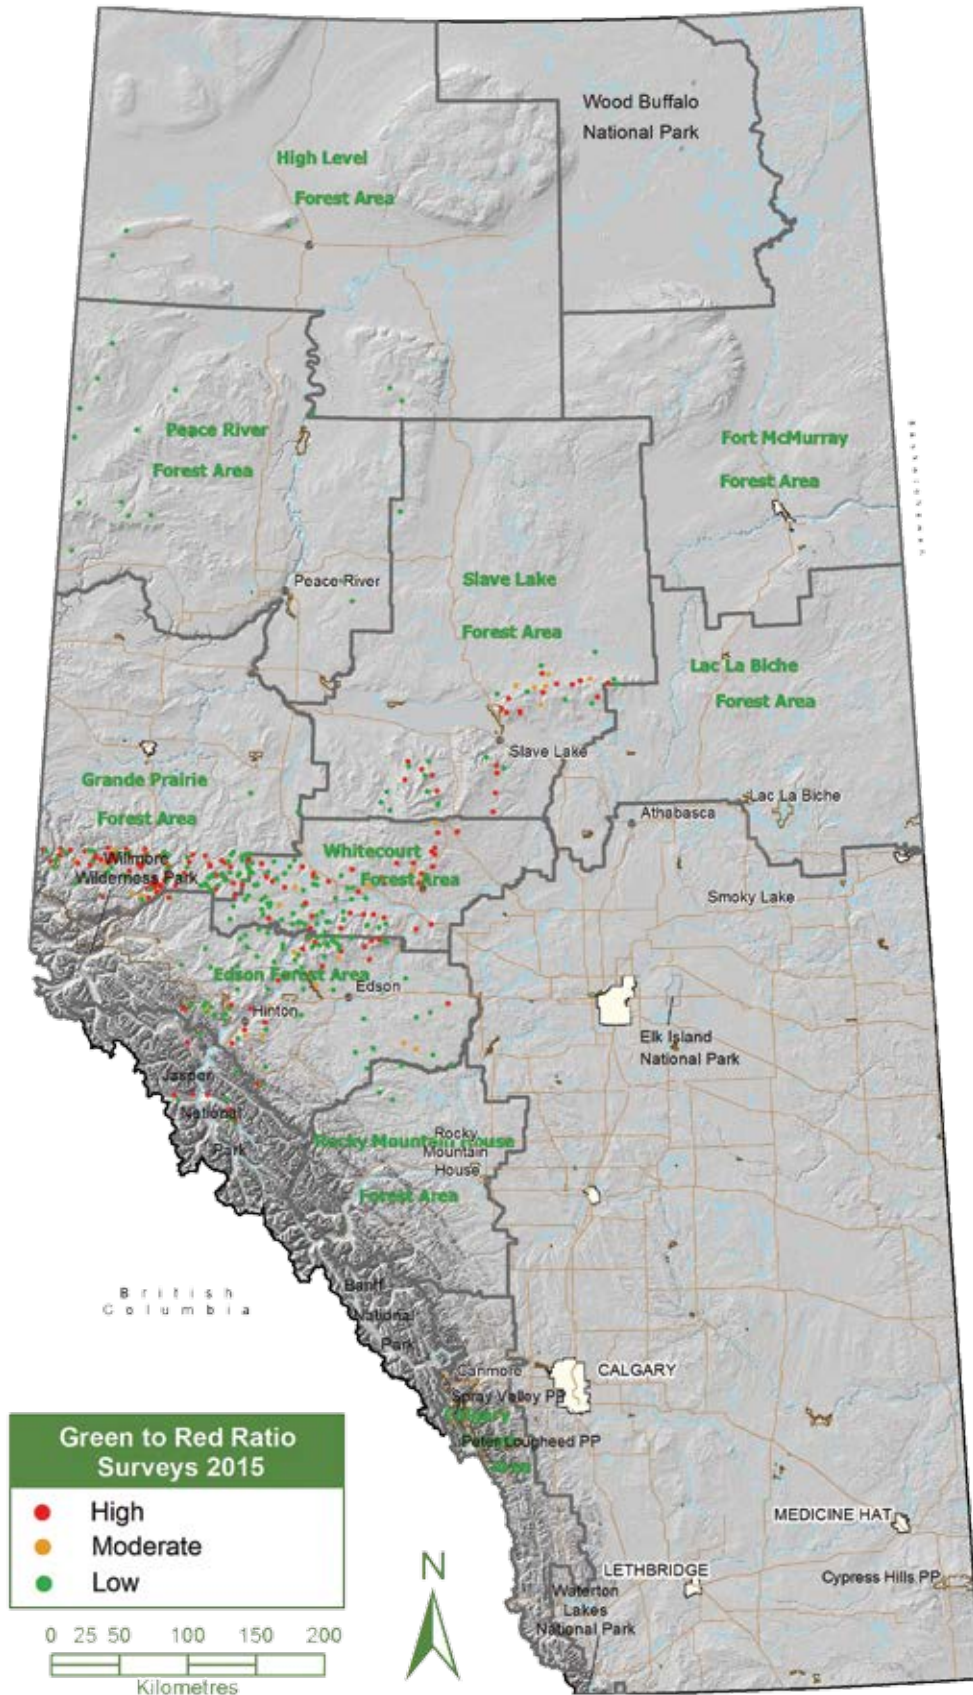 Wood Buffalo
National Park
High Level
Forest Area
Peace River
Forest Area
Fort McMurray
Forest Area
Peace River
Slave Lake
Forest Area
Lac La Biche
Forest Area
Slave Lake
Grande Prairie
Forest Area
Lac La Biche
Athabasca
Whitecourt
Forest Area
Willmore
Wilderness Park
Smoky Lake
Edson Forest Area
Edson
Hinton
Elk Island
National Park
Jasper
National
Park
Rocky Mountain House
Forest Area
Rocky
Mountain
House
British
Columbia
Banff
National
Park
Canmore
CALGARY
Spray Valley PP
Calgary
Peter Lougheed PP
Area
MEDICINE HAT
LETHBRIDGE
Cypress Hills PP
Waterton
Lakes
National Park
Green to Red Ratio
Surveys 2015
High
Moderate
Low
N
0 25 50 100 150 200
Kilometres